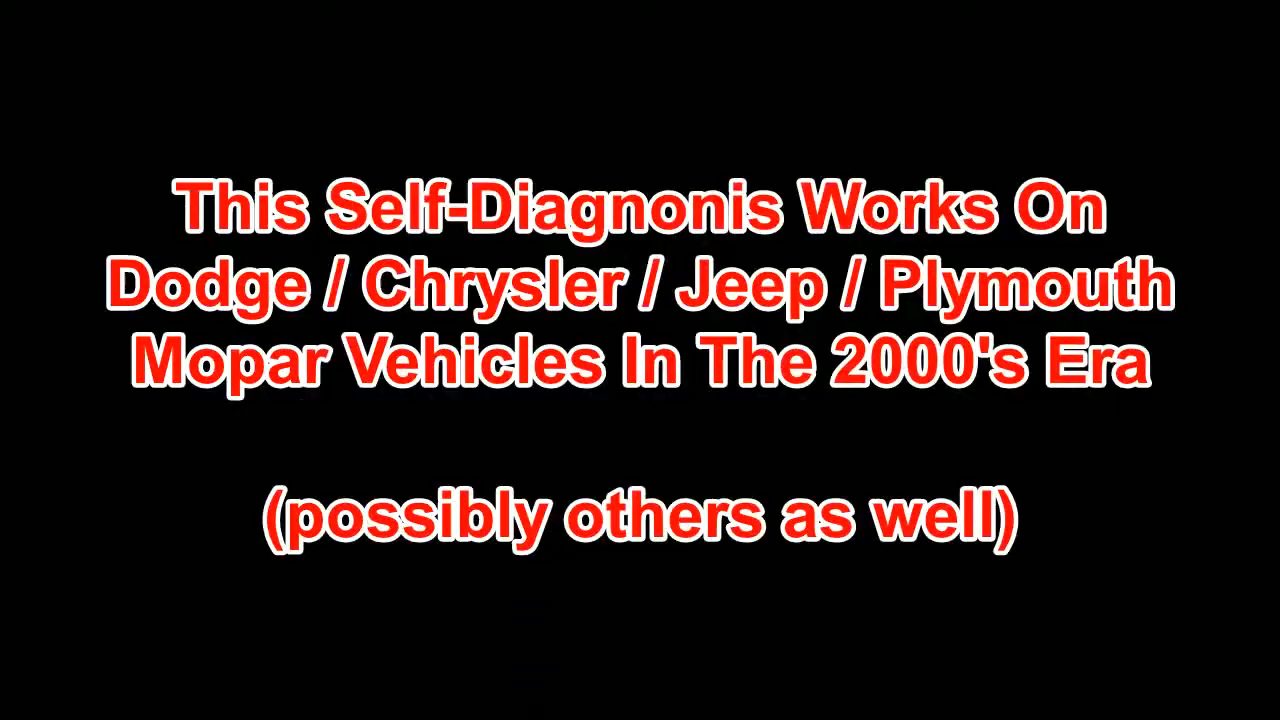 This Self-Diagnonis Works On
Dodge / Chrysler / Jeep / Plymouth
Mopar Vehicles In The 2000's Era
(possibly others as well)